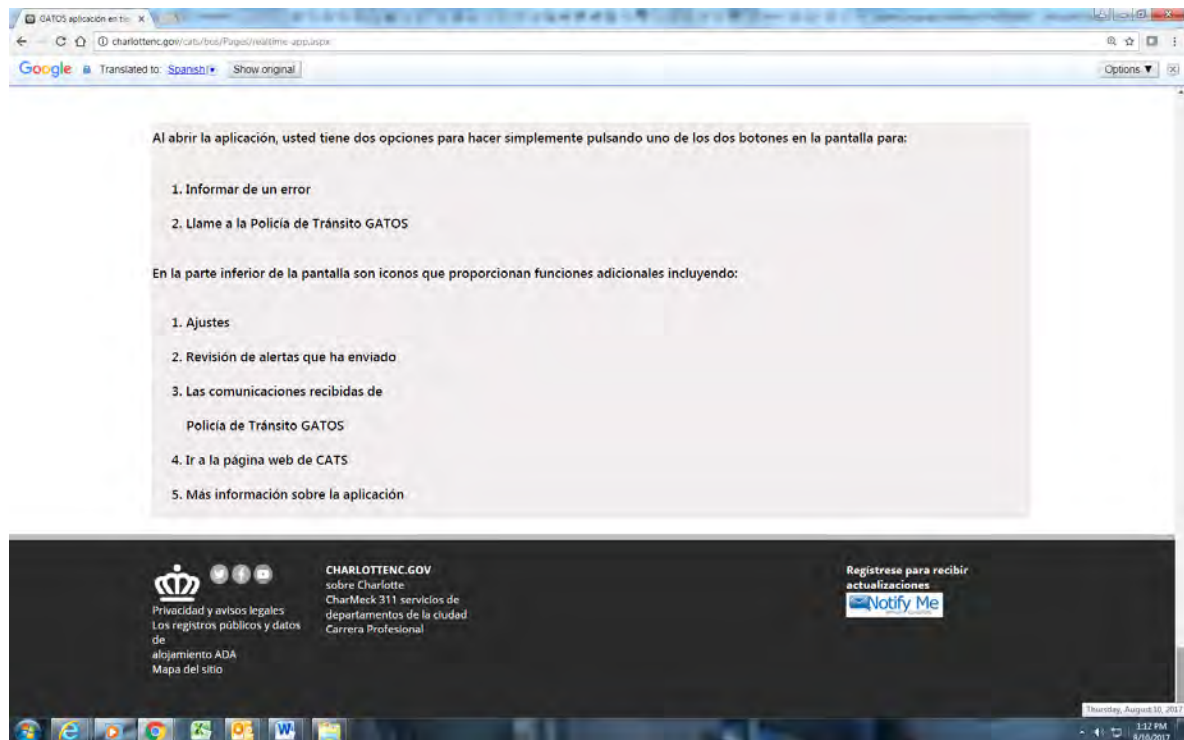 GATOS aplicación en tie
charlottenc.gov/cats/bus/Pages/realtime-app.aspx
Google Translated to: Spanish Show original Options
Al abrir la aplicación, usted tiene dos opciones para hacer simplemente pulsando uno de los dos botones en la pantalla para:
1. Informar de un error
2. Llame a la Policía de Tránsito GATOS
En la parte inferior de la pantalla son iconos que proporcionan funciones adicionales incluyendo:
1. Ajustes
2. Revisión de alertas que ha enviado
3. Las comunicaciones recibidas de
Policía de Tránsito GATOS
4. Ir a la página web de CATS
5. Más información sobre la aplicación
Privacidad y avisos legales
Los registros públicos y datos
de
alojamiento ADA
Mapa del sitio
CHARLOTTENC.GOV
sobre Charlotte
CharMeck 311 servicios de
departamentos de la ciudad
Carrera Profesional
Regístrese para recibir
actualizaciones
Notify Me
Thursday, August 10, 2017
1:12 PM
8/10/2017